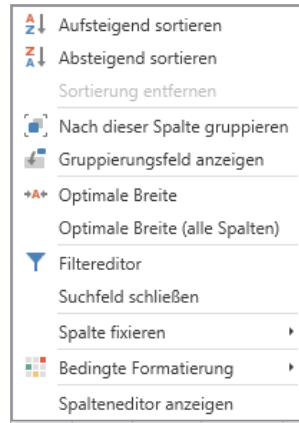 Aufsteigend sortieren
Absteigend sortieren
Sortierung entfernen
Nach dieser Spalte gruppieren
Gruppierungsfeld anzeigen
Optimale Breite
Optimale Breite (alle Spalten)
Filtereditor
Suchfeld schließen
Spalte fixieren
Bedingte Formatierung
Spalteneditor anzeigen